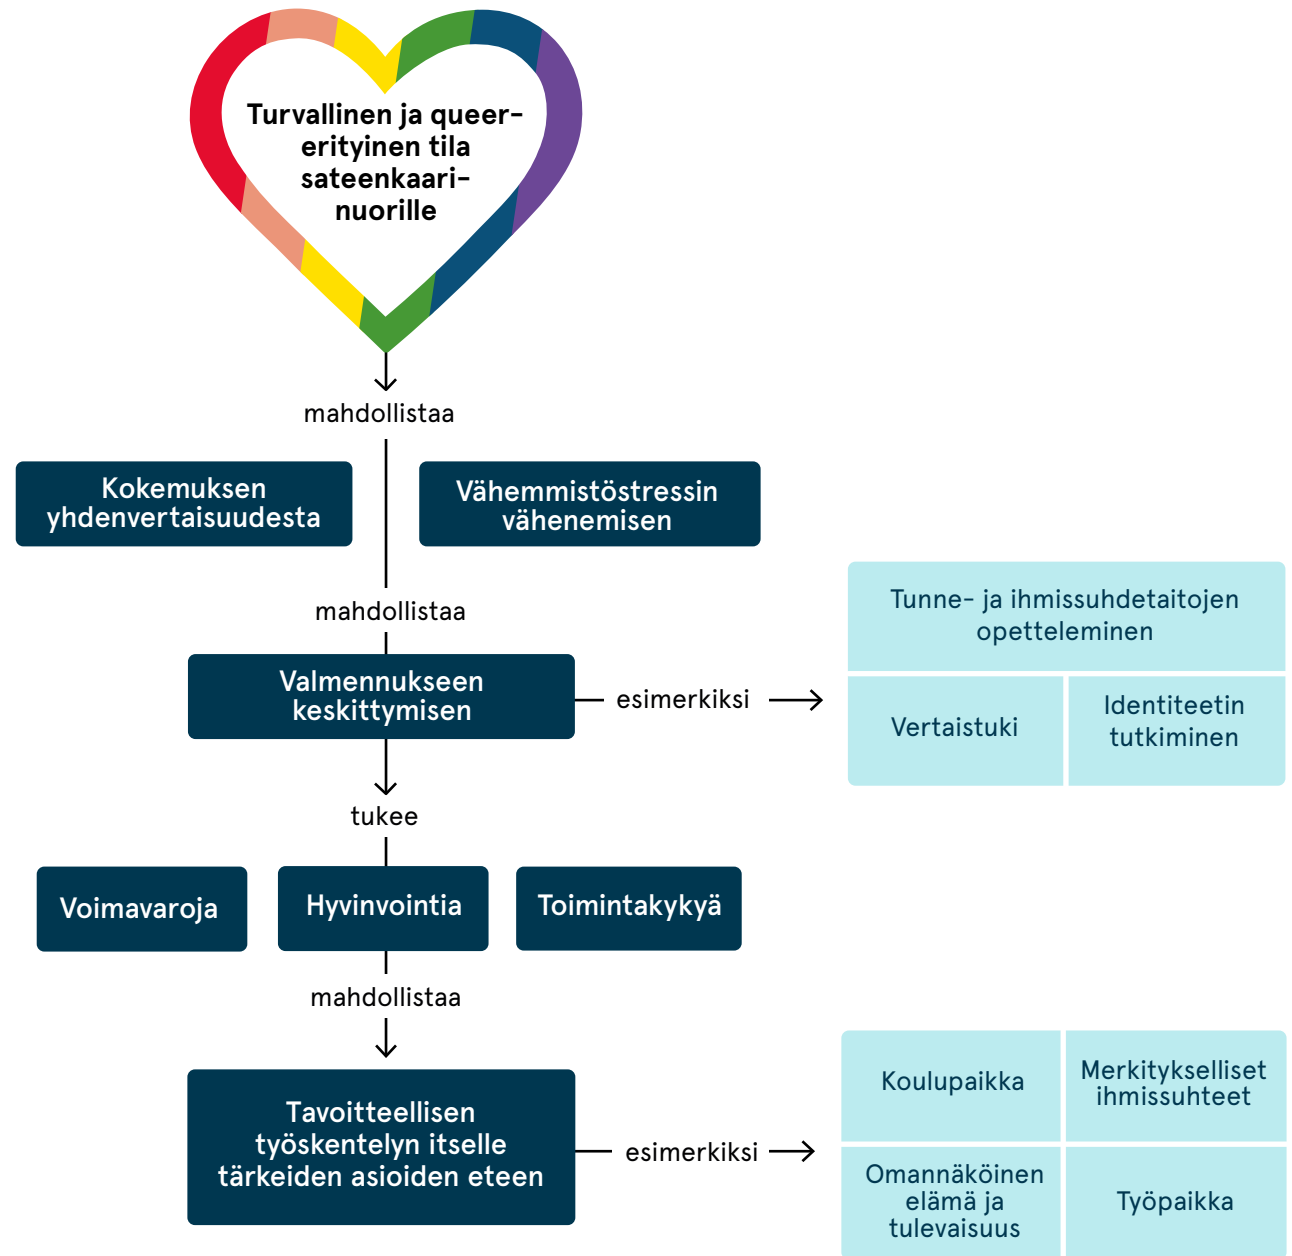 Turvallinen ja queer-
erityinen tila
sateenkaari-
nuorille
mahdollistaa
Kokemuksen
yhdenvertaisuudesta
Vähemmistöstressin
vähenemisen
mahdollistaa
Valmennukseen
keskittymisen
esimerkiksi
Tunne- ja ihmissuhdetaitojen
opetteleminen
Vertaistuki
Identiteetin
tutkiminen
tukee
Voimavaroja
Hyvinvointia
Toimintakykyä
mahdollistaa
Tavoitteellisen
työskentelyn itselle
tärkeiden asioiden eteen
esimerkiksi
Koulupaikka
Merkitykselliset
ihmissuhteet
Omannäköinen
elämä ja
tulevaisuus
Työpaikka